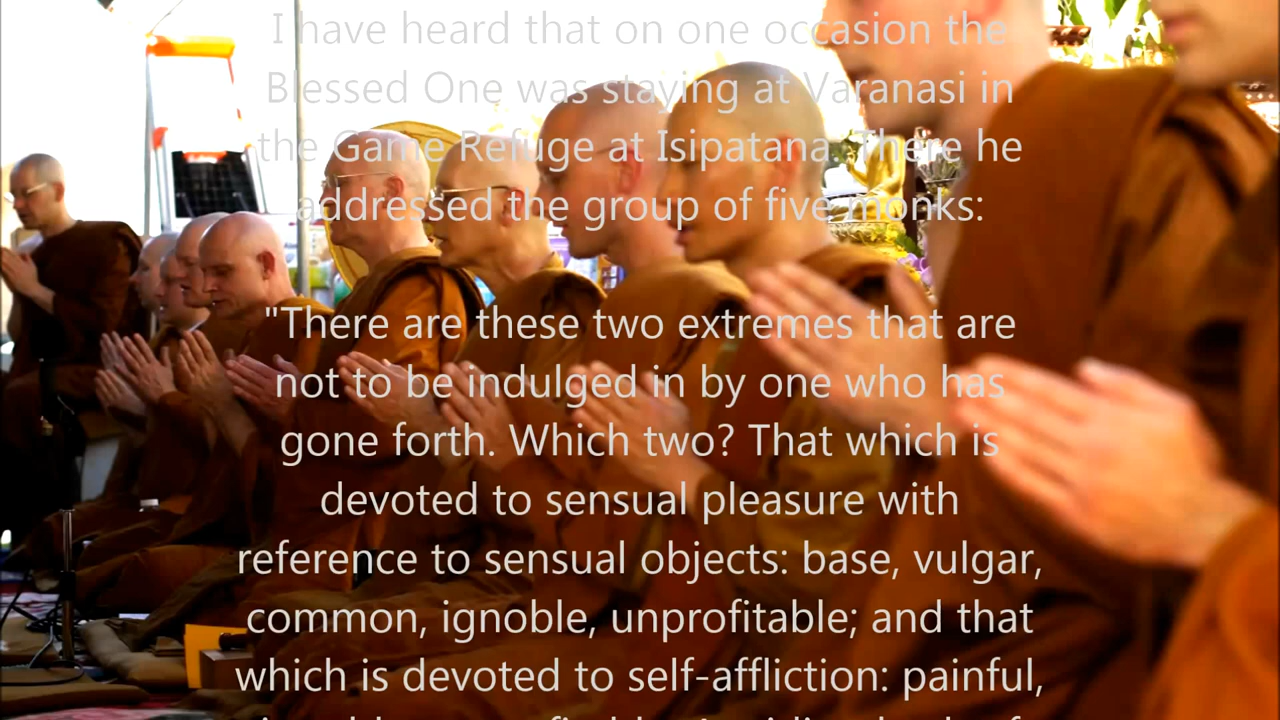 I have heard that on one occasion the
Blessed One was staying at Varanasi in
the Game Refuge at Isipatana. There he
addressed the group of five monks:
"There are these two extremes that are
not to be indulged in by one who has
gone forth. Which two? That which is
devoted to sensual pleasure with
reference to sensual objects: base, vulgar,
common, ignoble, unprofitable; and that
which is devoted to self-affliction: painful,